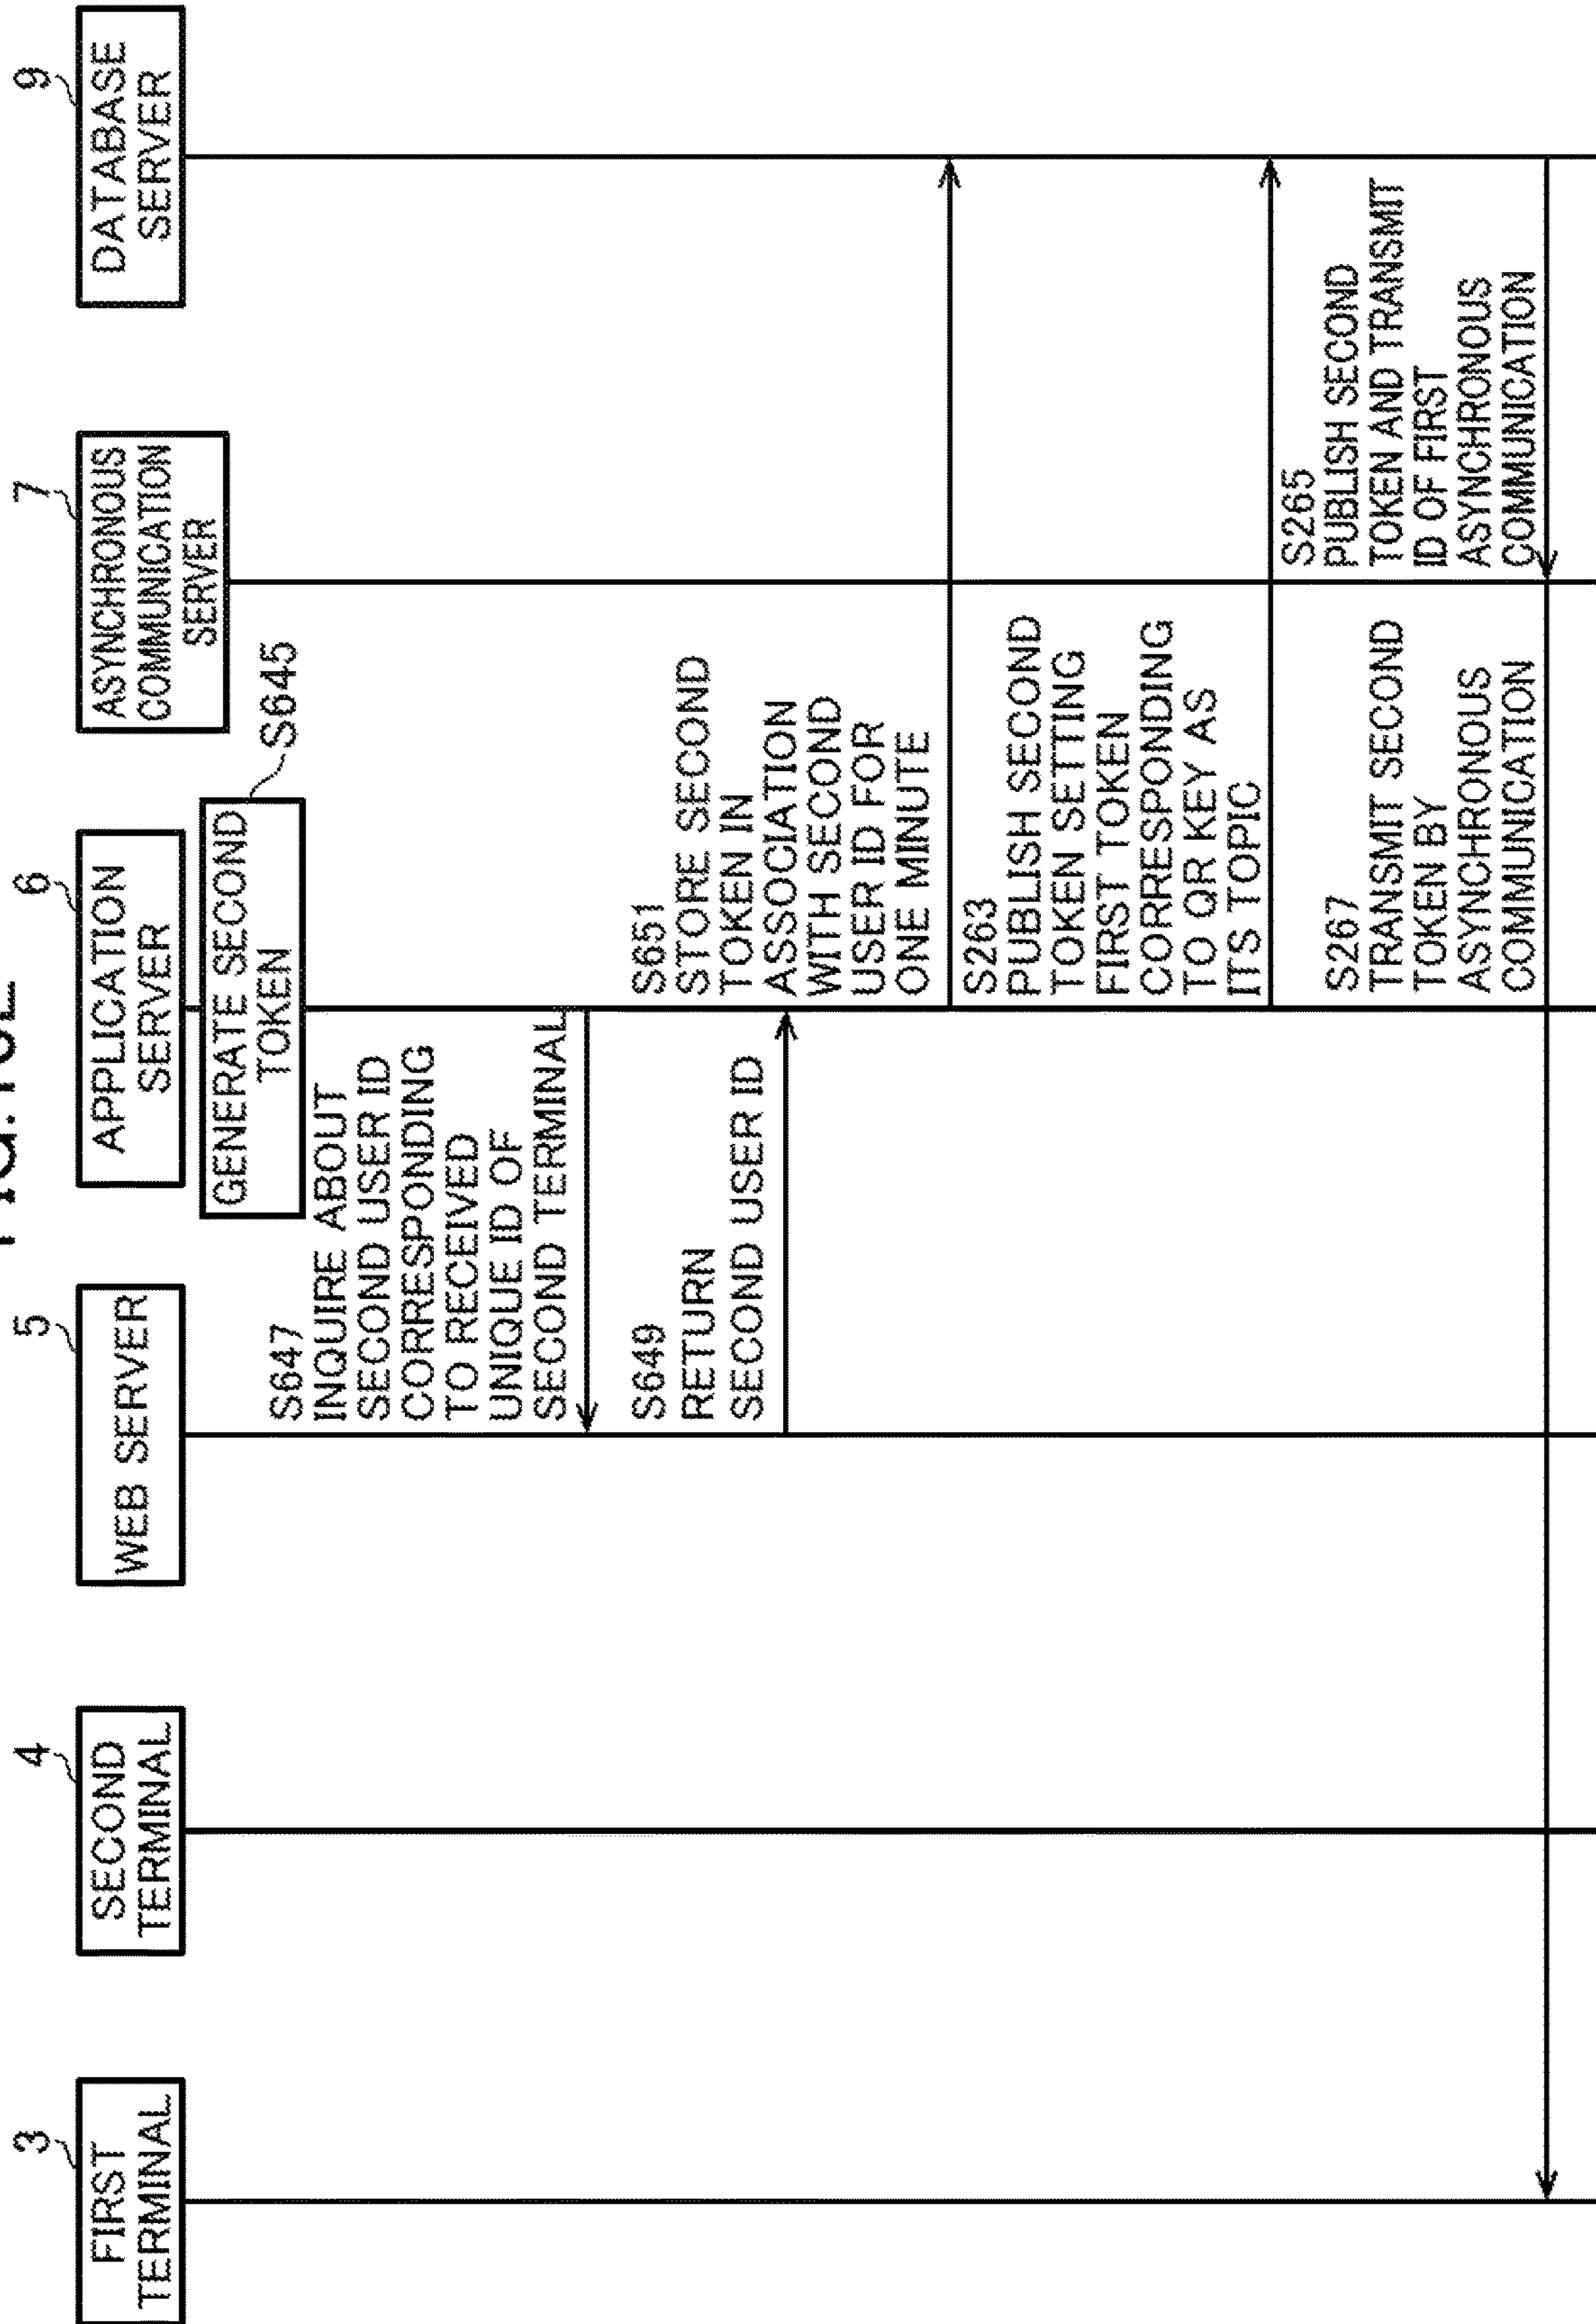 3
FIRST
TERMINAL
4
SECOND
TERMINAL
5
WEB SERVER
6
APPLICATION
SERVER
7
ASYNCHRONOUS
COMMUNICATION
SERVER
9
DATABASE
SERVER
GENERATE SECOND
TOKEN
S645
S647
INQUIRE ABOUT
SECOND USER ID
CORRESPONDING
TO RECEIVED
UNIQUE ID OF
SECOND TERMINAL
S649
RETURN
SECOND USER ID
S651
STORE SECOND
TOKEN IN
ASSOCIATION
WITH SECOND
USER ID FOR
ONE MINUTE
S263
PUBLISH SECOND
TOKEN SETTING
FIRST TOKEN
CORRESPONDING
TO QR KEY AS
ITS TOPIC
S265
PUBLISH SECOND
TOKEN AND TRANSMIT
ID OF FIRST
ASYNCHRONOUS
COMMUNICATION
S267
TRANSMIT SECOND
TOKEN BY
ASYNCHRONOUS
COMMUNICATION